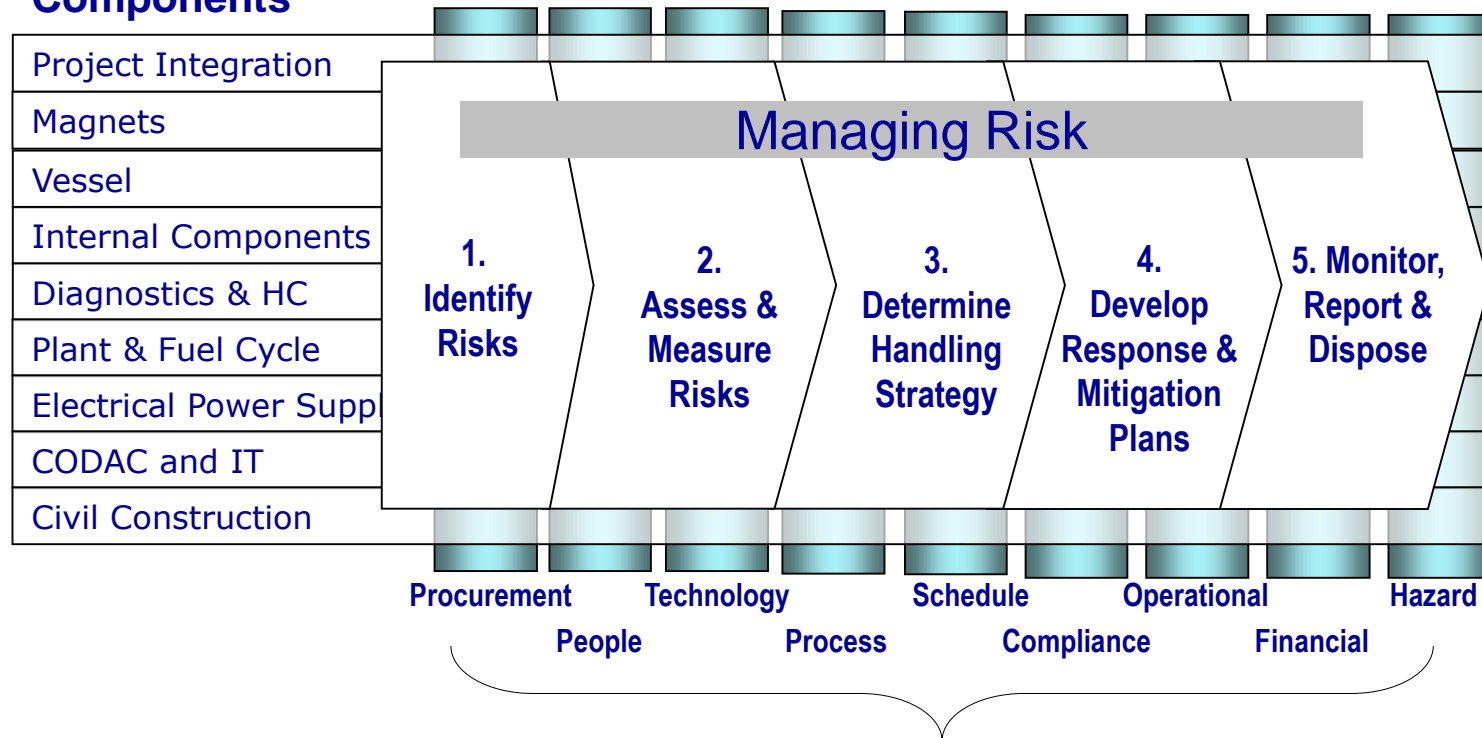 Components
Project Integration
Magnets
Vessel
Internal Components
Diagnostics & HC
Plant & Fuel Cycle
Electrical Power Suppl
CODAC and IT
Civil Construction
Managing Risk
1.
Identify
Risks
2.
Assess &
Measure
Risks
3.
Determine
Handling
Strategy
4.
Develop
Response &
Mitigation
Plans
5. Monitor,
Report &
Dispose
Procurement Technology Schedule Operational Hazard
People Process Compliance Financial